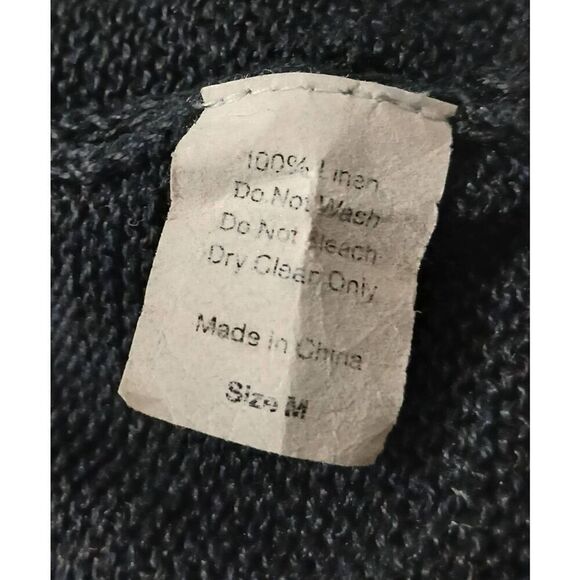 100% Linen
Do Not Wash
Do Not Bleach
Dry Clean Only
Made in China
Size M